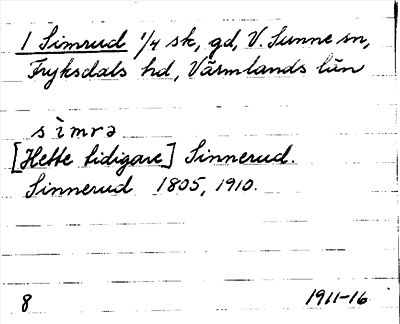 1 Simrud 1/4 sk, gd, V. Sunne sn,
Fryksdals hd, Värmlands län
sìmrə
[Hette tidigare] Sinnerud.
Sinnerud 1805, 1910.
8 1911-16